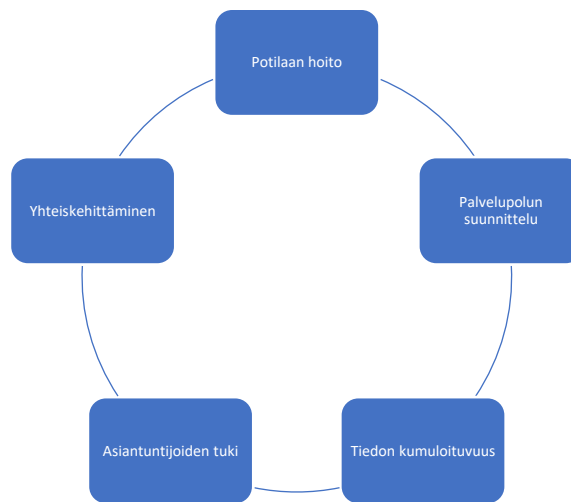 Potilaan hoito
Palvelupolun
suunnittelu
Tiedon kumuloituvuus
Asiantuntijoiden tuki
Yhteiskehittäminen